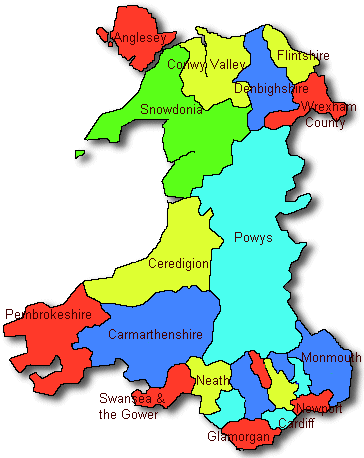 Anglesey
Flintshire
Conwy Valley
Denbighshire
Snowdonia
Wrexham
County
Powys
Ceredigion
Pembrokeshire
Carmarthenshire
Monmouth
Neath
Swansea &
the Gower
Newport
Cardiff
Glamorgan